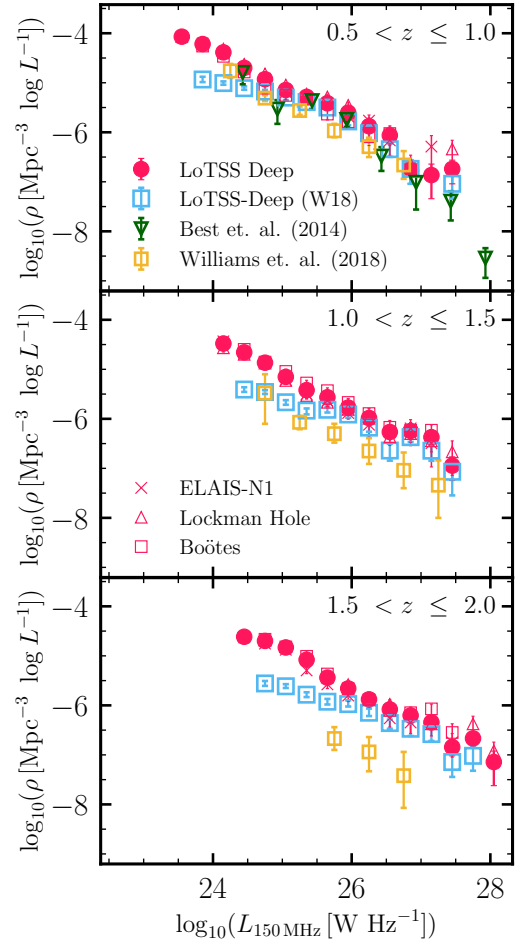 0.5 < z ≤ 1.0
−4
−6
−8
log₁₀(ρ [Mpc⁻³ log L⁻¹])
LoTSS Deep
LoTSS-Deep (W18)
Best et. al. (2014)
Williams et. al. (2018)
1.0 < z ≤ 1.5
−4
−6
−8
log₁₀(ρ [Mpc⁻³ log L⁻¹])
ELAIS-N1
Lockman Hole
Boötes
1.5 < z ≤ 2.0
−4
−6
−8
log₁₀(ρ [Mpc⁻³ log L⁻¹])
24 26 28
log₁₀(L₁₅₀ MHz [W Hz⁻¹])